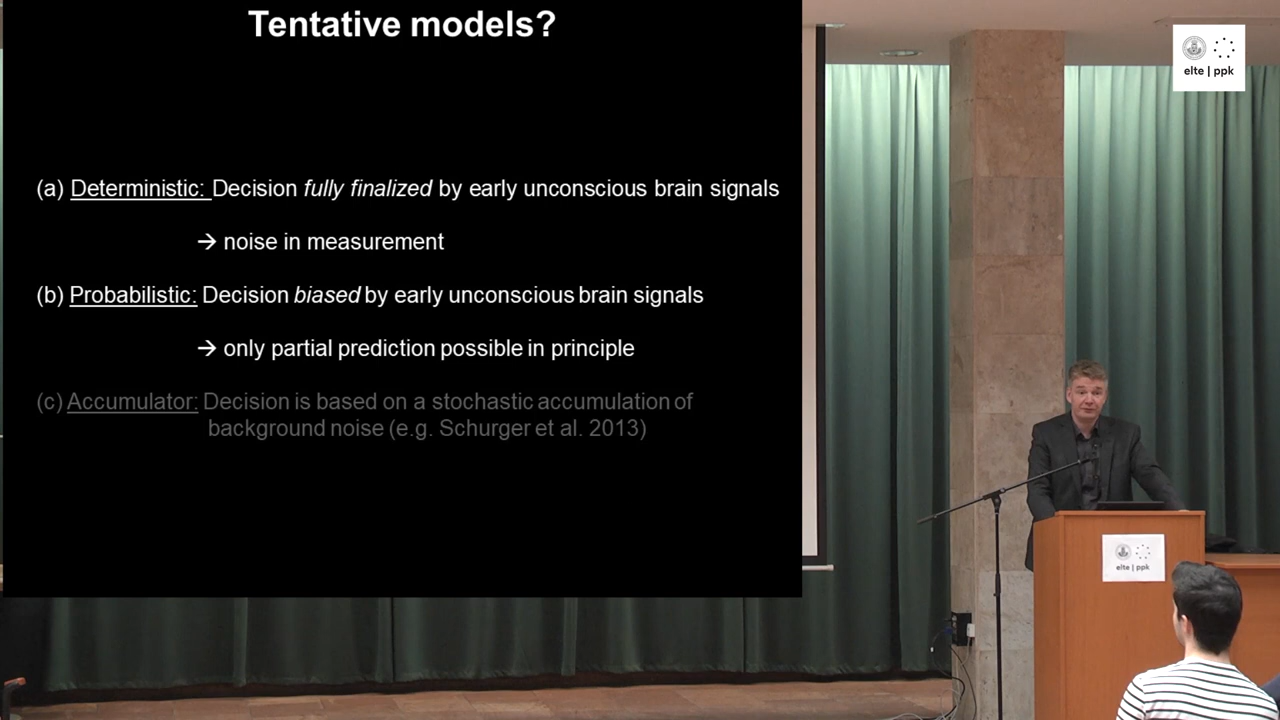 Tentative models?
(a) Deterministic: Decision fully finalized by early unconscious brain signals
→ noise in measurement
(b) Probabilistic: Decision biased by early unconscious brain signals
→ only partial prediction possible in principle
(c) Accumulator: Decision is based on a stochastic accumulation of
background noise (e.g. Schurger et al. 2013)
elte | ppk
elte | ppk